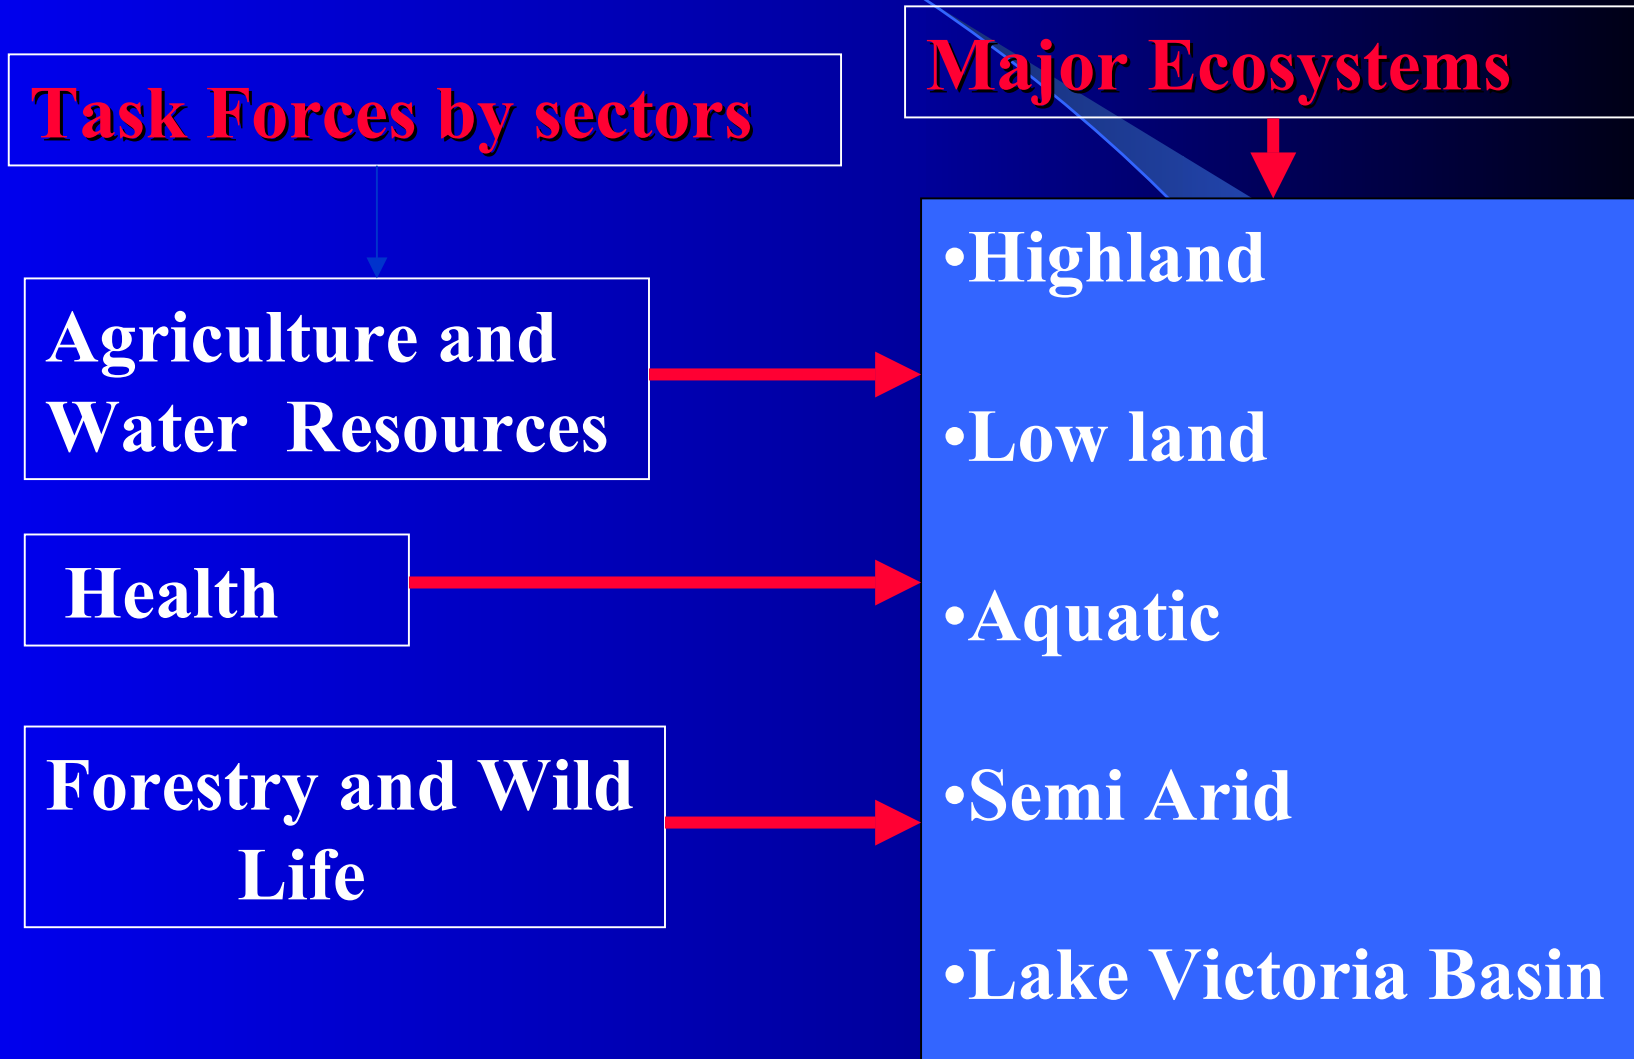 Task Forces by sectors
Agriculture and
Water Resources
Health
Forestry and Wild
Life
Major Ecosystems
•Highland
•Low land
•Aquatic
•Semi Arid
•Lake Victoria Basin